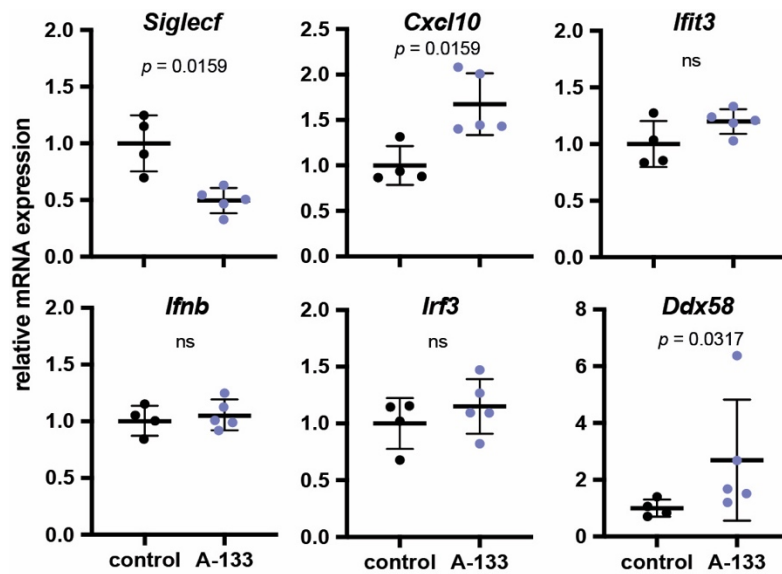 relative mRNA expression
Siglecf
p = 0.0159
2.0
1.5
1.0
0.5
0.0
Cxcl10
p = 0.0159
2.5
2.0
1.5
1.0
0.5
0.0
Ifit3
ns
2.0
1.5
1.0
0.5
0.0
Ifnb
ns
2.0
1.5
1.0
0.5
0.0
control A-133
Irf3
ns
2.0
1.5
1.0
0.5
0.0
control A-133
Ddx58
p = 0.0317
8
6
4
2
0
control A-133